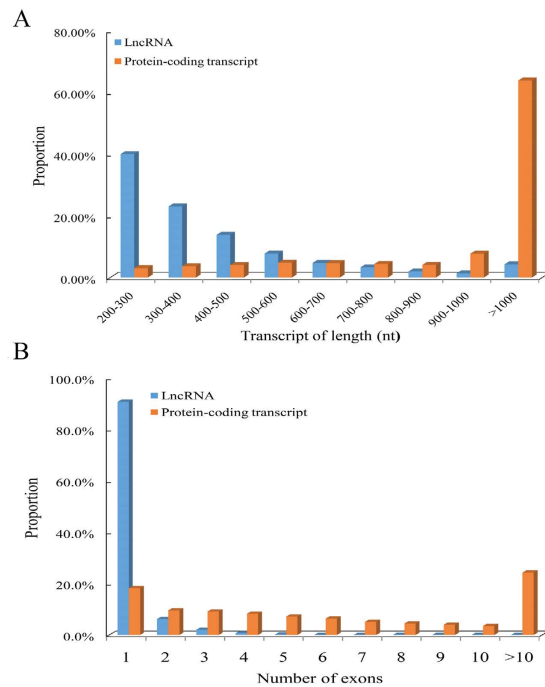 A
80.00%
LncRNA
Protein-coding transcript
60.00%
40.00%
20.00%
0.00%
Proportion
200-300
300-400
400-500
500-600
600-700
700-800
800-900
900-1000
>1000
Transcript of length (nt)
B
100.0%
LncRNA
Protein-coding transcript
80.0%
60.0%
40.0%
20.0%
0.0%
Proportion
1 2 3 4 5 6 7 8 9 10 >10
Number of exons